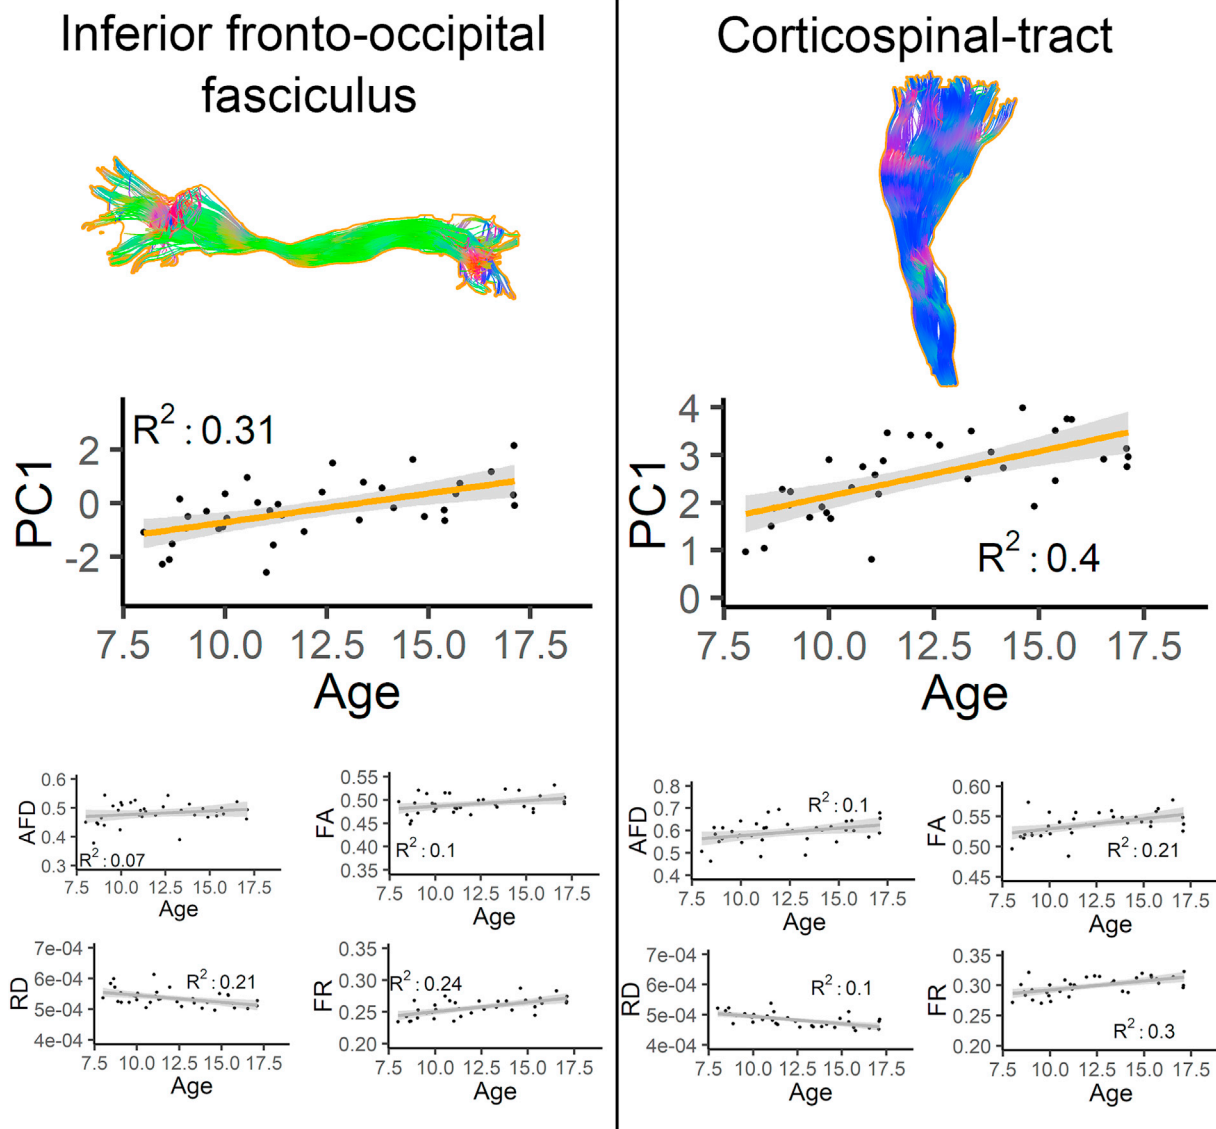 Inferior fronto-occipital
fasciculus
R²:0.31
PC1
2
0
-2
7.5 10.0 12.5 15.0 17.5
Age
AFD
0.6
0.5
0.4
0.3
R²:0.07
7.5 10.0 12.5 15.0 17.5
Age
FA
0.55
0.50
0.45
0.40
0.35
R²:0.1
7.5 10.0 12.5 15.0 17.5
Age
RD
7e-04
6e-04
5e-04
4e-04
R²:0.21
7.5 10.0 12.5 15.0 17.5
Age
FR
0.35
0.30
0.25
0.20
R²:0.24
7.5 10.0 12.5 15.0 17.5
Age
Corticospinal-tract
PC1
4
3
2
1
0
R²:0.4
7.5 10.0 12.5 15.0 17.5
Age
AFD
0.8
0.7
0.6
0.5
0.4
R²:0.1
7.5 10.0 12.5 15.0 17.5
Age
FA
0.60
0.55
0.50
0.45
R²:0.21
7.5 10.0 12.5 15.0 17.5
Age
RD
7e-04
6e-04
5e-04
4e-04
R²:0.1
7.5 10.0 12.5 15.0 17.5
Age
FR
0.35
0.30
0.25
0.20
R²:0.3
7.5 10.0 12.5 15.0 17.5
Age